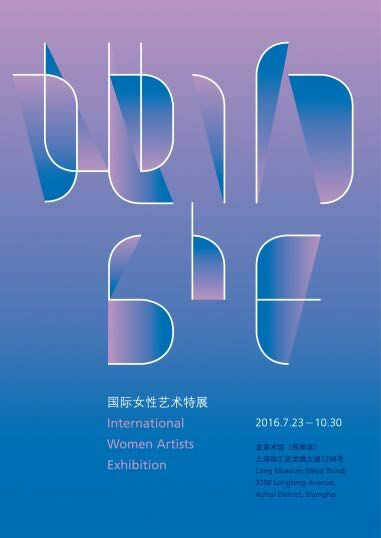 国际女性艺术特展
International
Women Artists
Exhibition
2016.7.23－10.30
龙美术馆（西岸馆）
上海徐汇区龙腾大道3398号
Long Museum (West Bund)
3398 Longteng Avenue,
Xuhui District, Shanghai